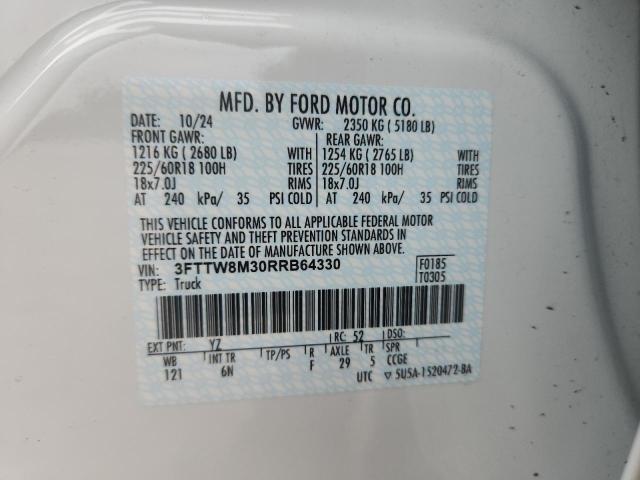 MFD. BY FORD MOTOR CO.
DATE: 10/24 GVWR: 2350 KG ( 5180 LB)
FRONT GAWR: REAR GAWR:
1216 KG ( 2680 LB) WITH 1254 KG ( 2765 LB) WITH
225/60R18 100H TIRES 225/60R18 100H TIRES
18x7.0J RIMS 18x7.0J RIMS
AT 240 kPa/ 35 PSI COLD AT 240 kPa/ 35 PSI COLD
THIS VEHICLE CONFORMS TO ALL APPLICABLE FEDERAL MOTOR
VEHICLE SAFETY AND THEFT PREVENTION STANDARDS IN
EFFECT ON THE DATE OF MANUFACTURE SHOWN ABOVE.
VIN: 3FTTW8M30RRB64330 F0185
TYPE: Truck T0305
EXT PNT: YZ RC: 52 DSO:
WB INT TR TP/PS R AXLE TR SPR
121 6N F 29 5 CCGE
UTC ▽ 5U5A-1520472-BA